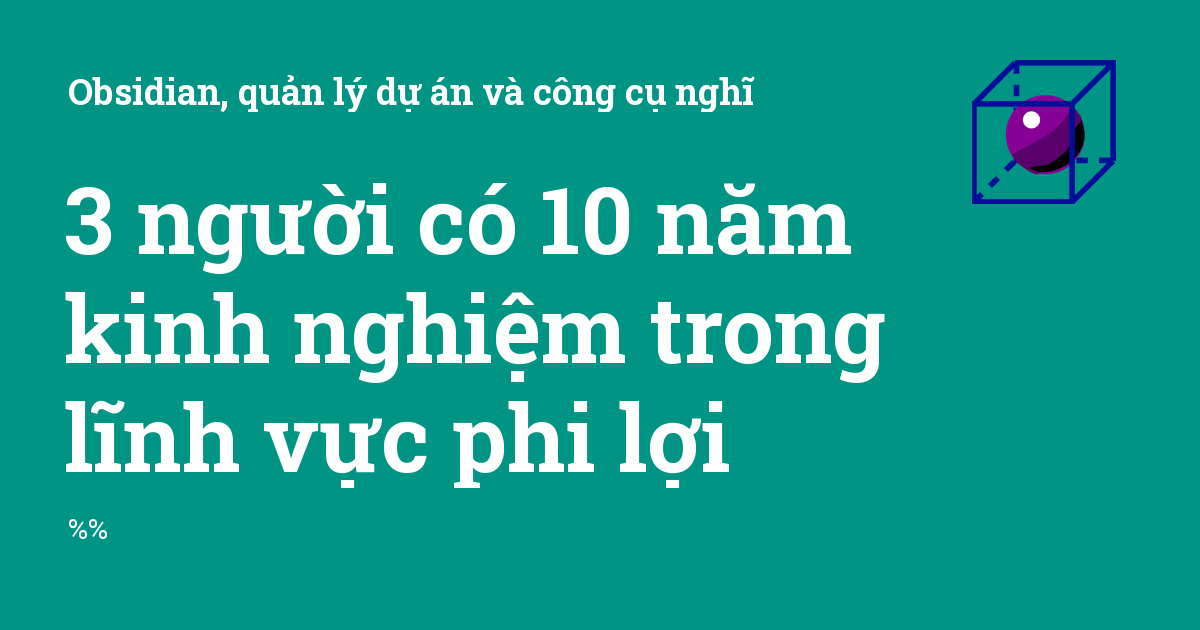 Obsidian, quản lý dự án và công cụ nghĩ
3 người có 10 năm
kinh nghiệm trong
lĩnh vực phi lợi
%%